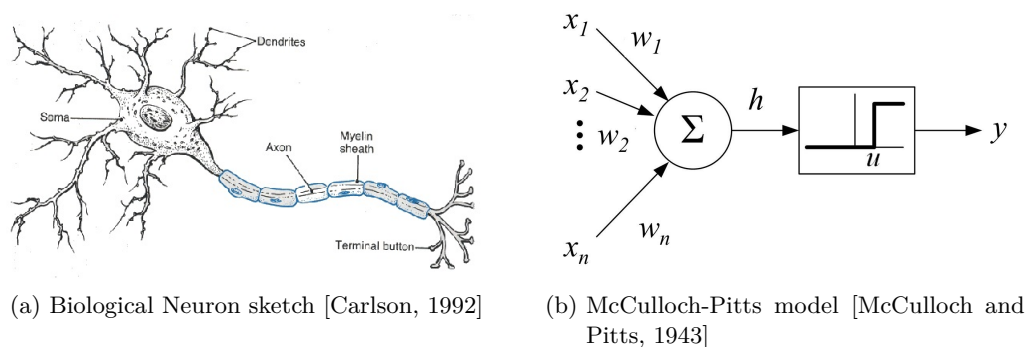 Dendrites
Soma
Axon
Myelin
sheath
Terminal button
(a) Biological Neuron sketch [Carlson, 1992]
x1
w1
x2
w2
xn
wn
Σ
h
u
y
(b) McCulloch-Pitts model [McCulloch and
Pitts, 1943]